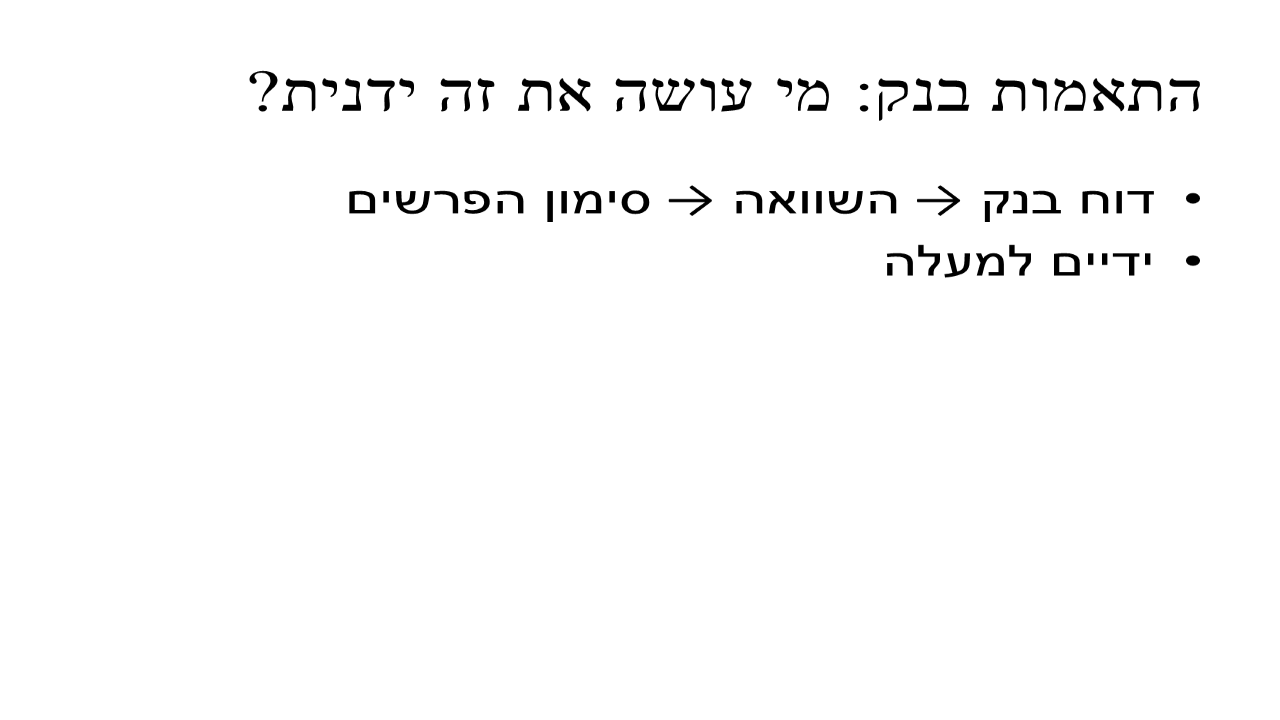 התאמות בנק: מי עושה את זה ידנית?
• דוח בנק → השוואה → סימון הפרשים
• ידיים למעלה